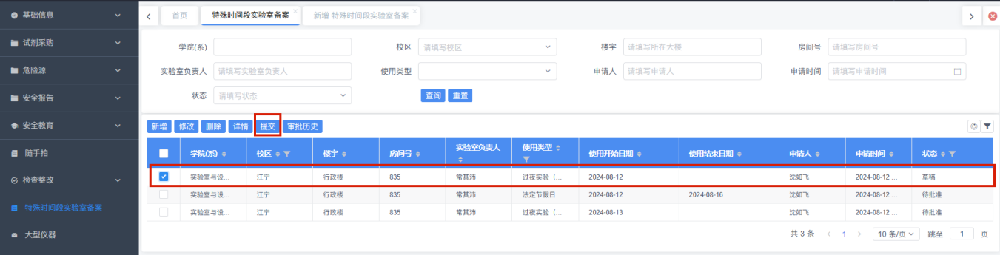 基础信息
试剂采购
危险源
安全报告
安全教育
随手拍
检查整改
特殊时间段实验室备案
大型仪器
首页 特殊时间段实验室备案 新增 特殊时间段实验室备案
学院(系) 校区 请填写校区 楼宇 请填写所在大楼 房间号 请填写房间号
实验室负责人 请填写实验室负责人 使用类型 申请人 请填写申请人 申请时间 请填写申请时间
状态 请填写状态 查询 重置
新增 修改 删除 详情 提交 审批历史
学院(系) 校区 楼宇 房间号 实验室负责人 使用类型 使用开始日期 使用结束日期 申请人 申请时间 状态
实验室与设... 江宁 行政楼 835 常其沛 过夜实验（... 2024-08-12 沈如飞 2024-08-12 ... 草稿
实验室与设... 江宁 行政楼 835 常其沛 法定节假日 2024-08-12 2024-08-16 沈如飞 2024-08-12 ... 待批准
实验室与设... 江宁 行政楼 835 常其沛 过夜实验（... 2024-08-13 沈如飞 2024-08-12 ... 待批准
共 3 条 1 10 条/页 跳至 1 页